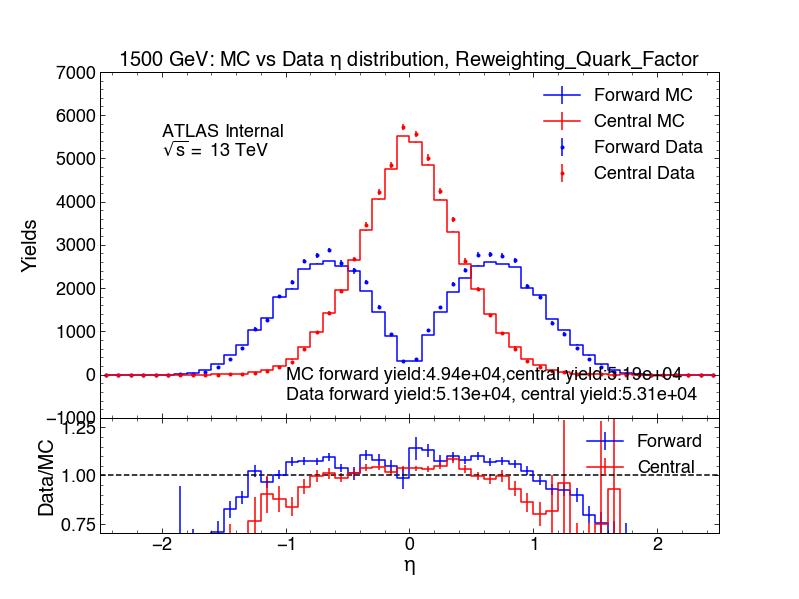 1500 GeV: MC vs Data η distribution, Reweighting_Quark_Factor
7000
6000
5000
4000
3000
2000
1000
0
−1000
Yields
ATLAS Internal
√s = 13 TeV
Forward MC
Central MC
Forward Data
Central Data
MC forward yield:4.94e+04,central yield:5.19e+04
Data forward yield:5.13e+04, central yield:5.31e+04
1.25
1.00
0.75
Data/MC
Forward
Central
−2
−1
0
1
2
η